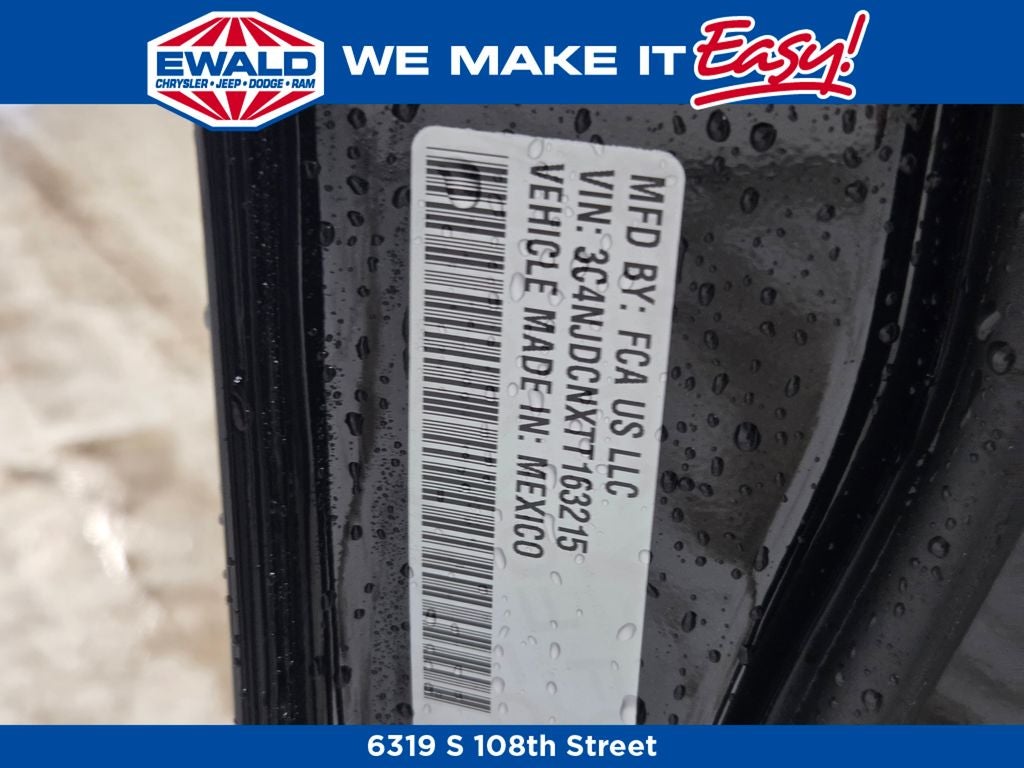 EWALD
CHRYSLER • JEEP • DODGE • RAM
WE MAKE IT Easy!
MFD BY: FCA US LLC
VIN: 3C4NJDCNXTT163215
VEHICLE MADE IN: MEXICO
6319 S 108th Street